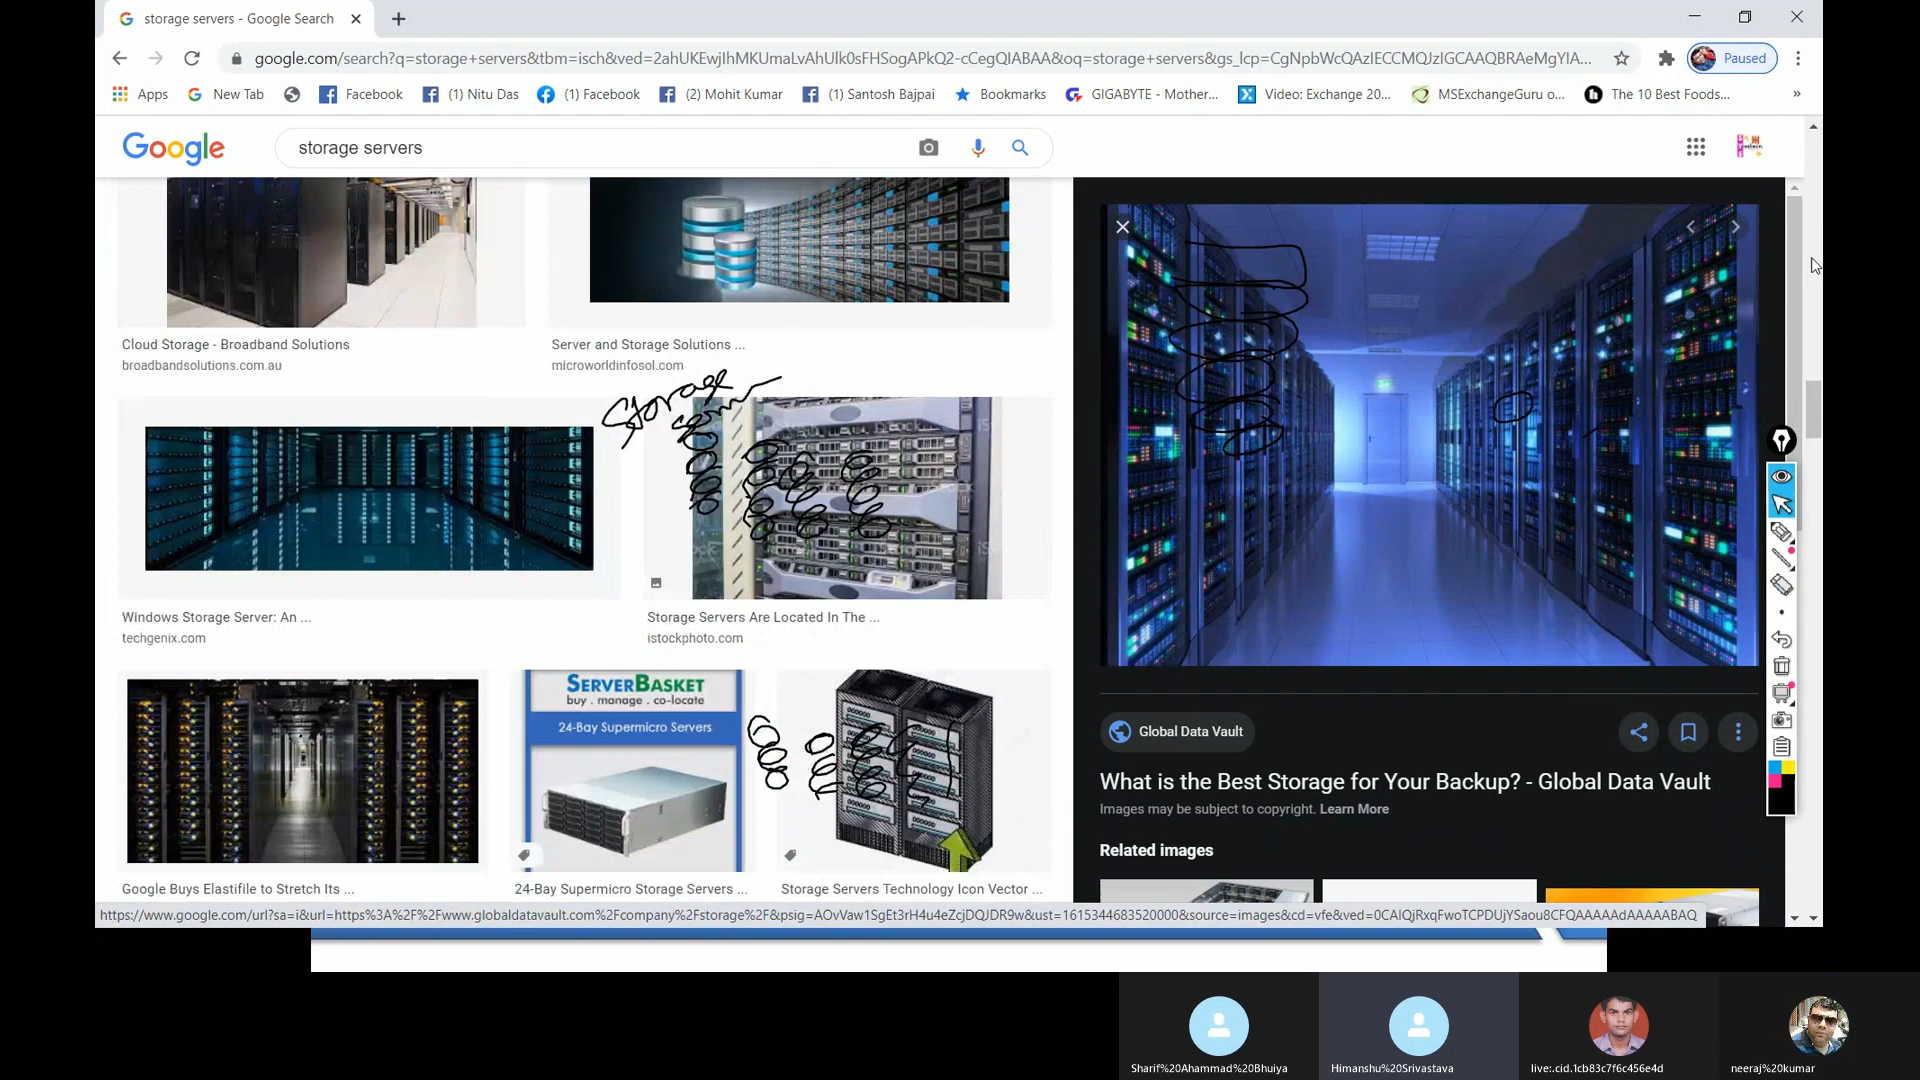 storage servers - Google Search
google.com/search?q=storage+servers&tbm=isch&ved=2ahUKEwjIhMKUmaLvAhUlk0sFHSogAPkQ2-cCegQIABAA&oq=storage+servers&gs_lcp=CgNpbWcQAzIECCMQJzIGCAAQBRAeMgYIA...
Paused
Apps
New Tab
Facebook
(1) Nitu Das
(1) Facebook
(2) Mohit Kumar
(1) Santosh Bajpai
Bookmarks
GIGABYTE - Mother...
Video: Exchange 20...
MSExchangeGuru o...
The 10 Best Foods...
»
Google
storage servers
Cloud Storage - Broadband Solutions
broadbandsolutions.com.au
Server and Storage Solutions ...
microworldinfosol.com
Storage
Windows Storage Server: An ...
techgenix.com
Storage Servers Are Located In The ...
istockphoto.com
SERVERBASKET
buy . manage . co-locate
24-Bay Supermicro Servers
Google Buys Elastifile to Stretch Its ...
24-Bay Supermicro Storage Servers ...
Storage Servers Technology Icon Vector ...
Global Data Vault
What is the Best Storage for Your Backup? - Global Data Vault
Images may be subject to copyright. Learn More
Related images
https://www.google.com/url?sa=i&url=https%3A%2F%2Fwww.globaldatavault.com%2Fcompany%2Fstorage%2F&psig=AOvVaw1SgEt3rH4u4eZcjDQJDR9w&ust=1615344683520000&source=images&cd=vfe&ved=0CAIQjRxqFwoTCPDUjYSaou8CFQAAAAAdAAAAABAQ
Sharif%20Ahammad%20Bhuiya
Himanshu%20Srivastava
live:.cid.1cb83c7f6c456e4d
neeraj%20kumar